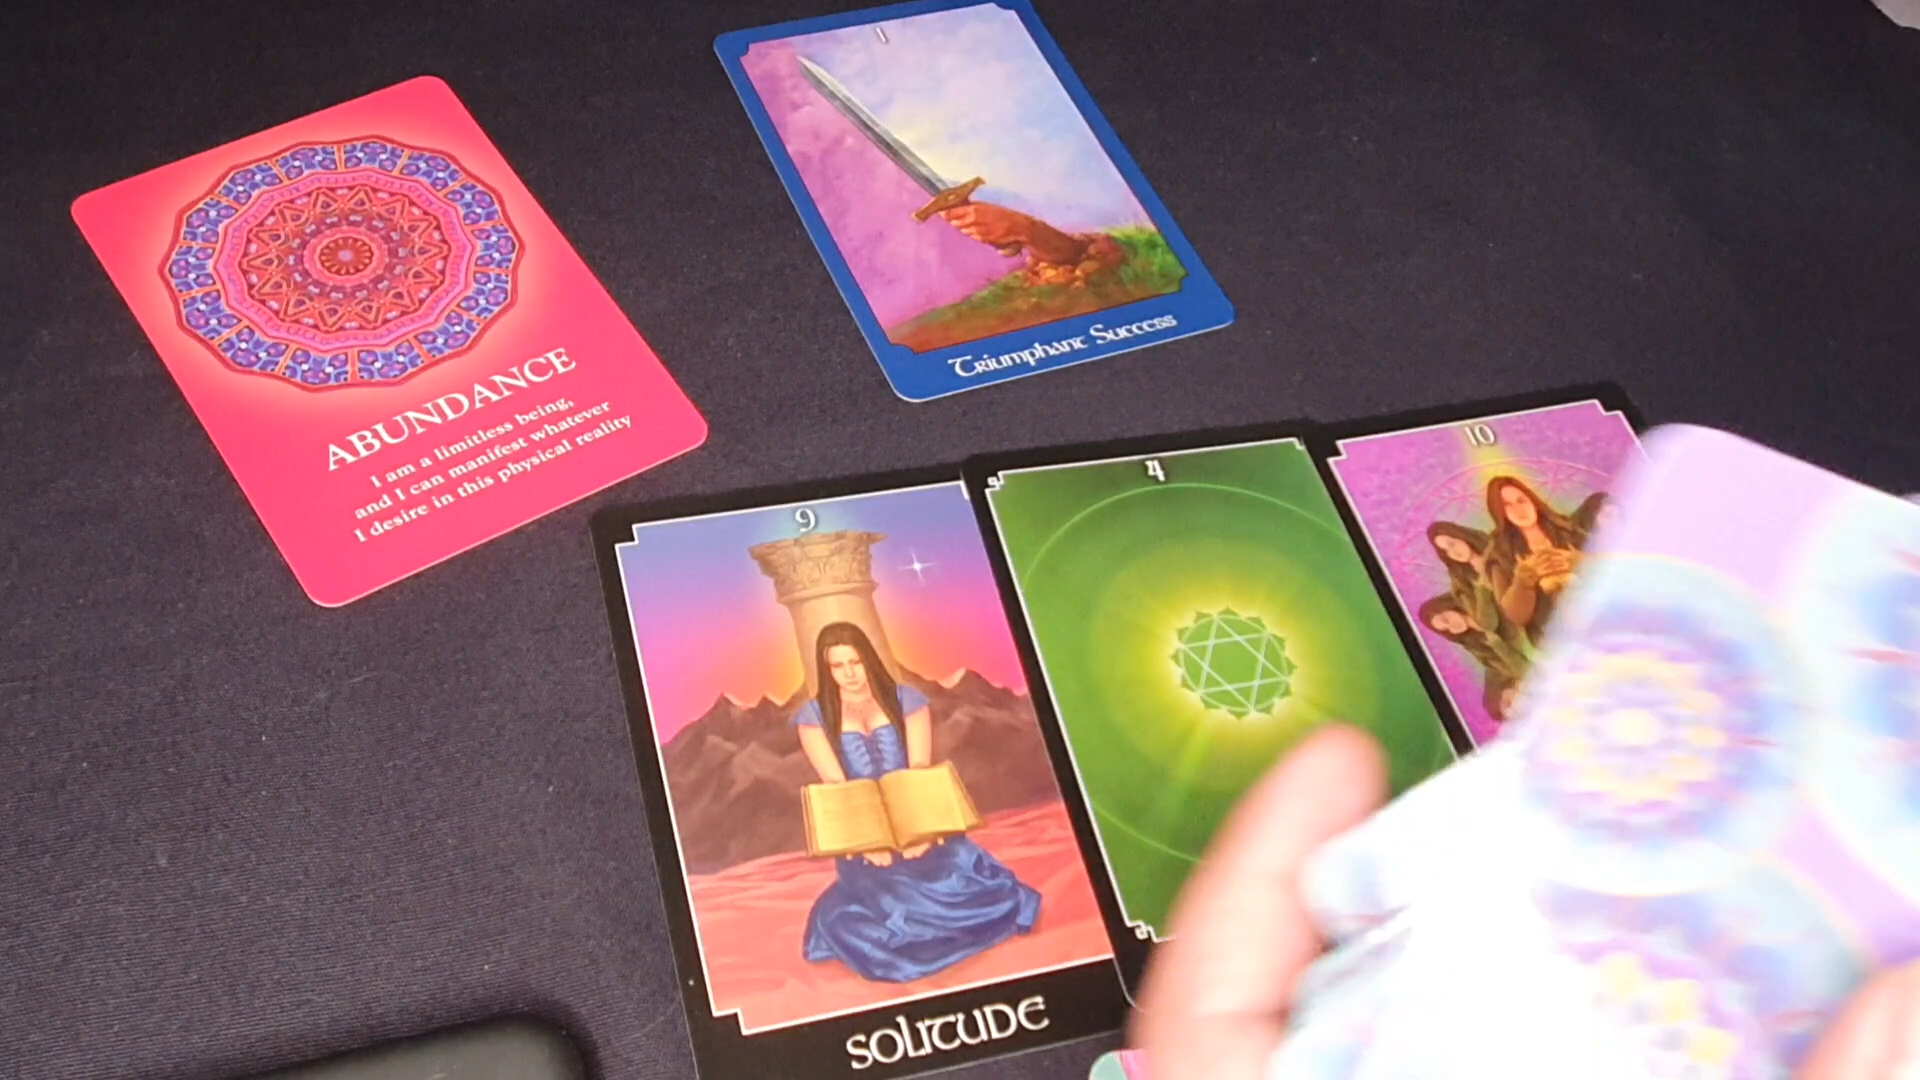 ABUNDANCE
I am a limitless being,
and I can manifest whatever
I desire in this physical reality
1
Triumphant Success
9
SOLITUDE
4
10